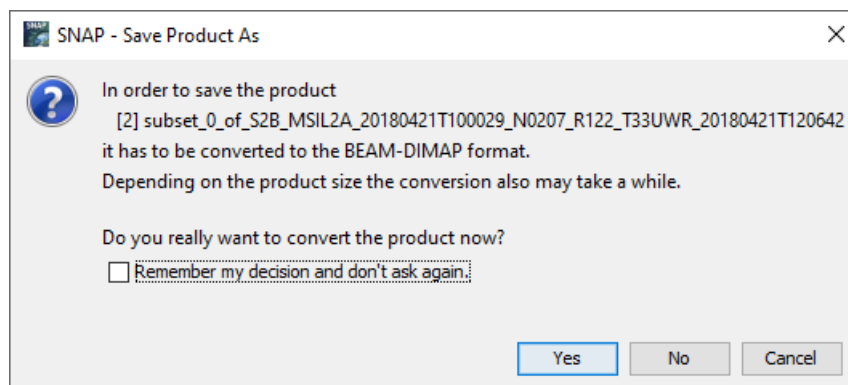 SNAP - Save Product As
In order to save the product
[2] subset_0_of_S2B_MSIL2A_20180421T100029_N0207_R122_T33UWR_20180421T120642
it has to be converted to the BEAM-DIMAP format.
Depending on the product size the conversion also may take a while.
Do you really want to convert the product now?
Remember my decision and don't ask again.
Yes No Cancel